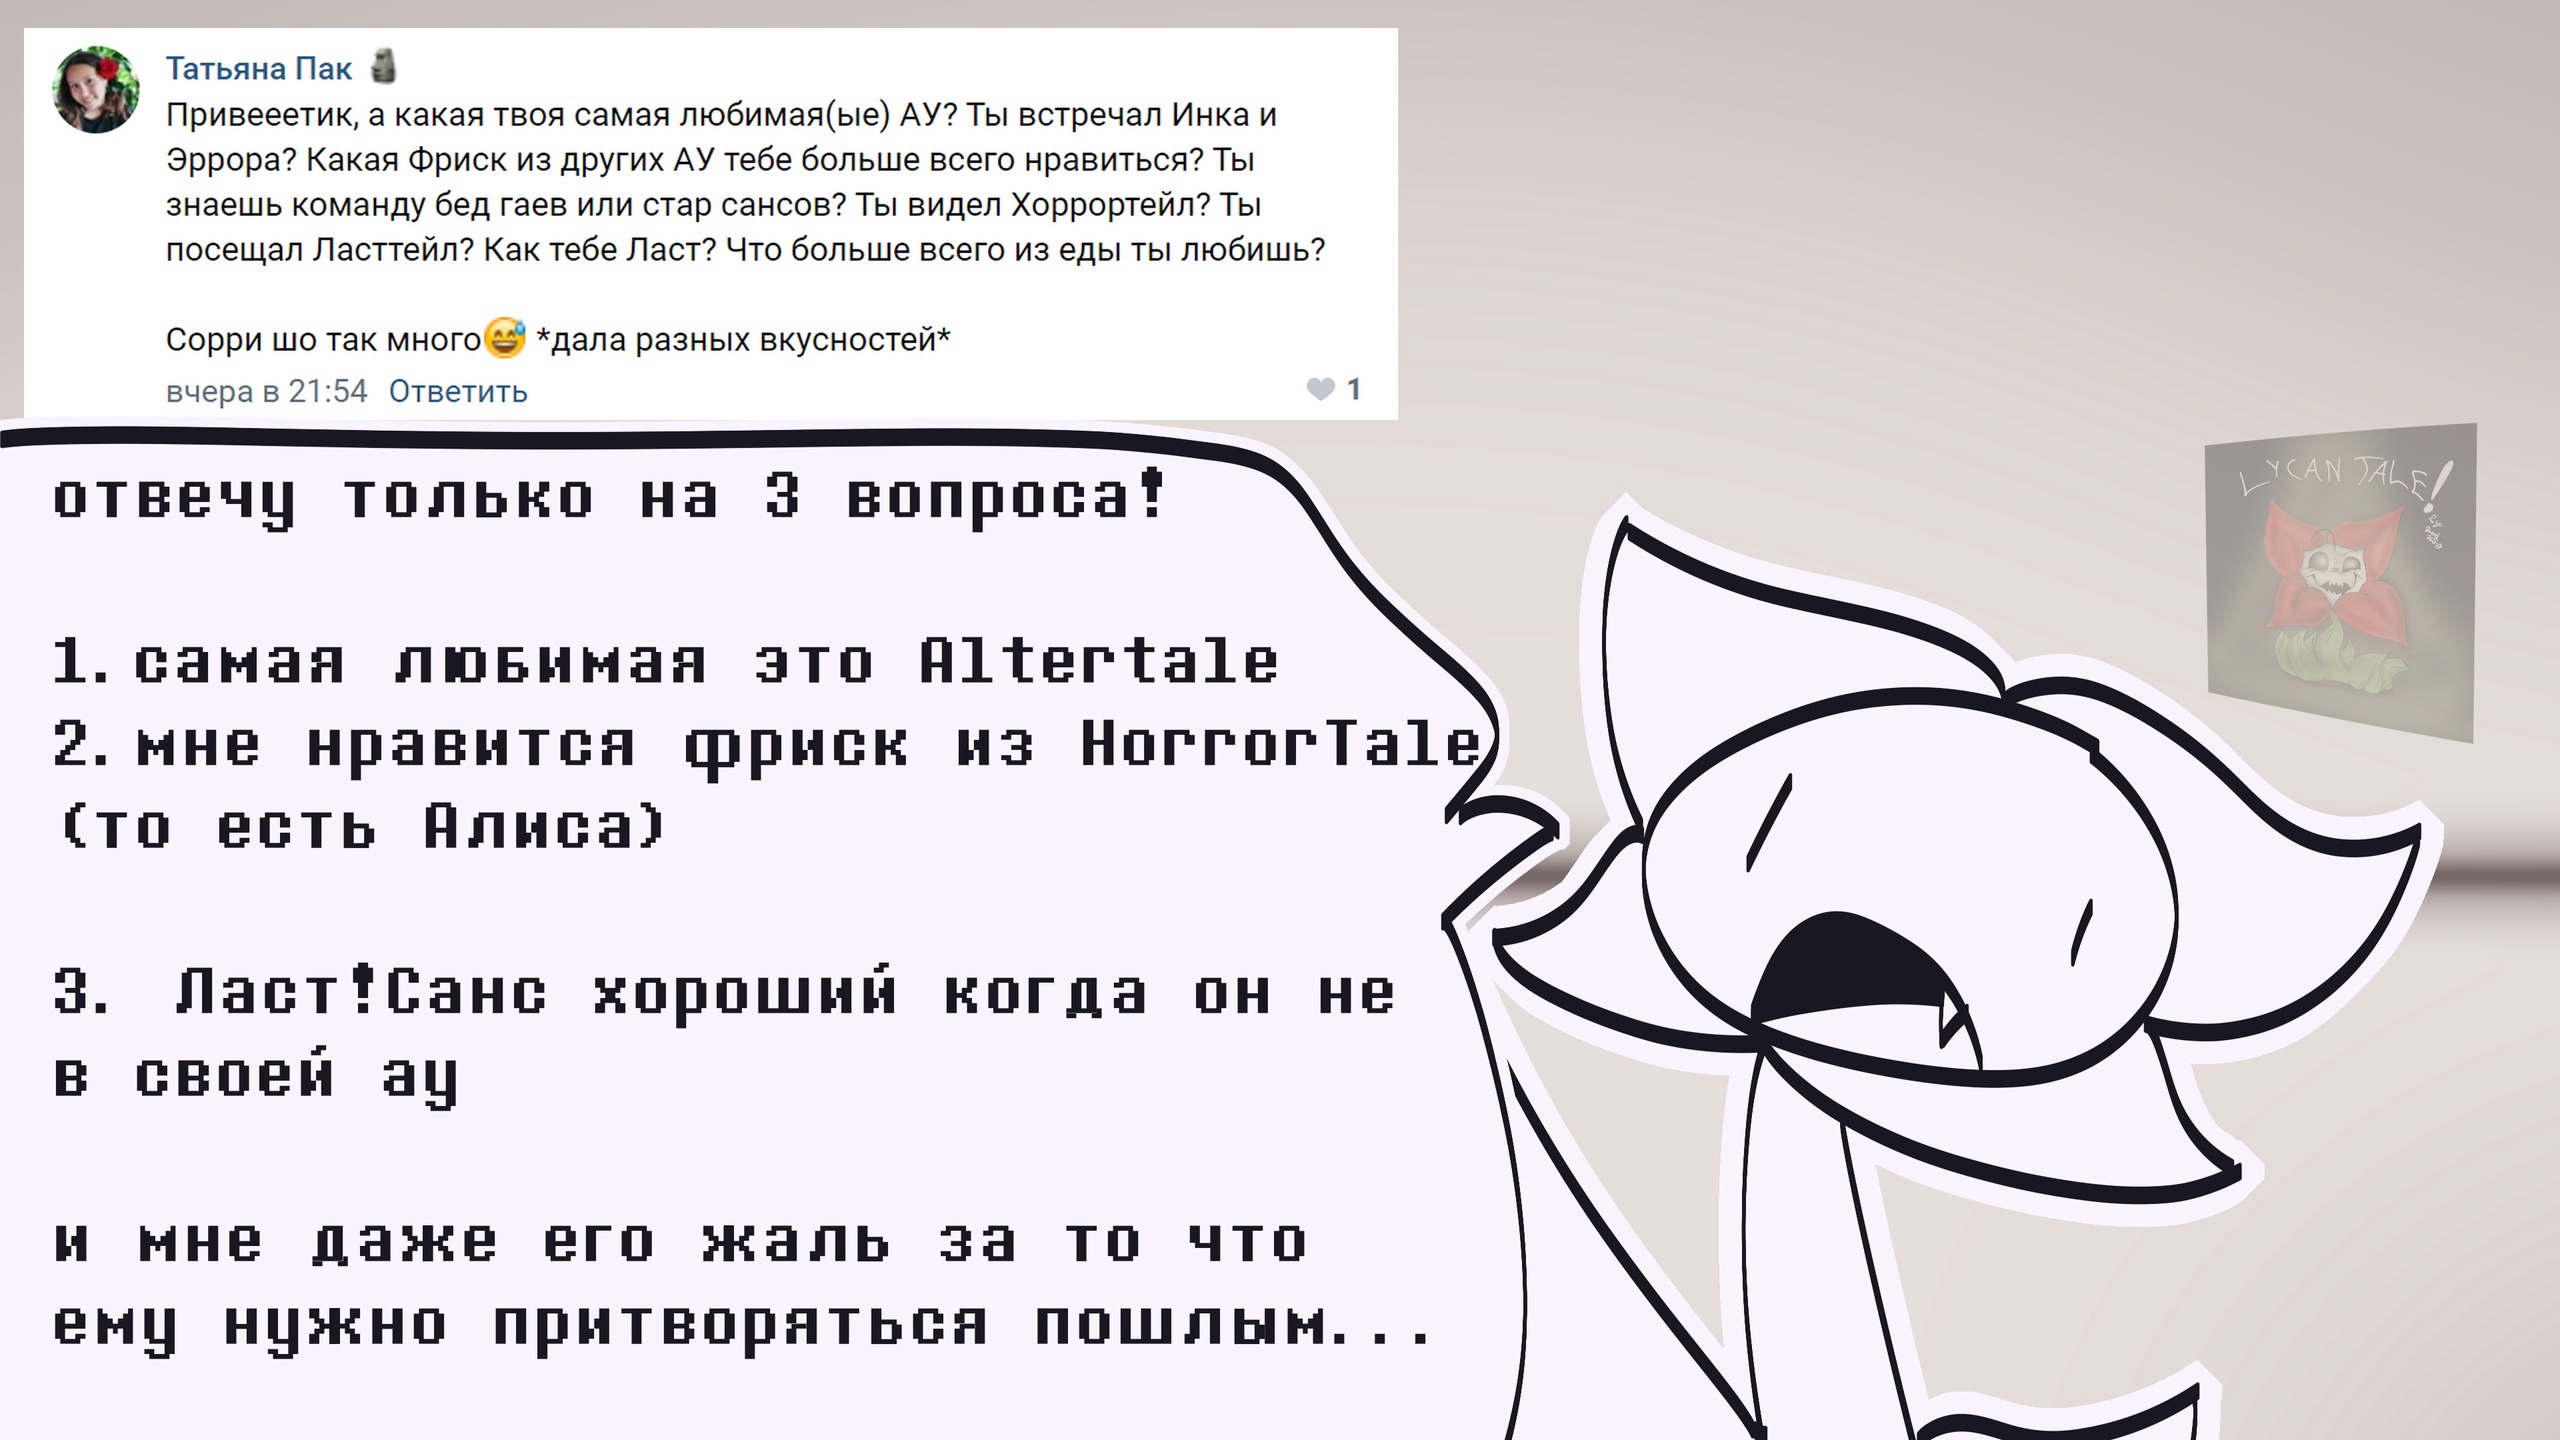 Татьяна Пак
Привееетик, а какая твоя самая любимая(ые) АУ? Ты встречал Инка и
Эррора? Какая Фриск из других АУ тебе больше всего нравиться? Ты
знаешь команду бед гаев или стар сансов? Ты видел Хоррортейл? Ты
посещал Ласттейл? Как тебе Ласт? Что больше всего из еды ты любишь?
Сорри шо так много😅 *дала разных вкусностей*
вчера в 21:54 Ответить
1
отвечу только на 3 вопроса!
1. самая любимая это Altertale
2. мне нравится фриск из HorrorTale
(то есть Алиса)
3. Ласт!Санс хороший когда он не
в своей ау
и мне даже его жаль за то что
ему нужно притворяться пошлым...
LYCAN TALE!